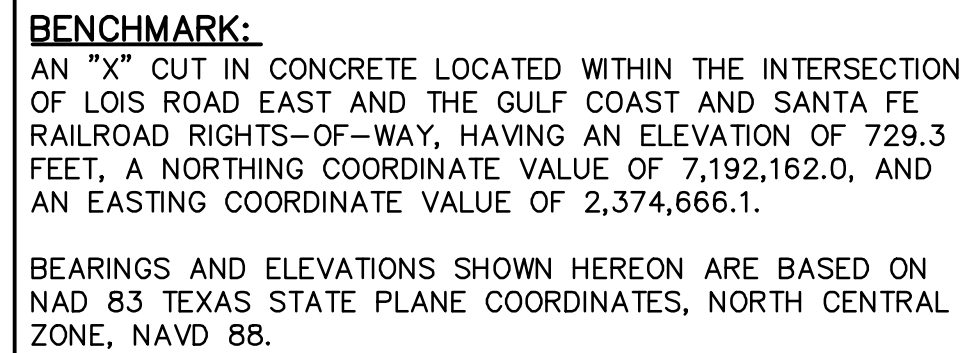 BENCHMARK:
AN "X" CUT IN CONCRETE LOCATED WITHIN THE INTERSECTION
OF LOIS ROAD EAST AND THE GULF COAST AND SANTA FE
RAILROAD RIGHTS-OF-WAY, HAVING AN ELEVATION OF 729.3
FEET, A NORTHING COORDINATE VALUE OF 7,192,162.0, AND
AN EASTING COORDINATE VALUE OF 2,374,666.1.
BEARINGS AND ELEVATIONS SHOWN HEREON ARE BASED ON
NAD 83 TEXAS STATE PLANE COORDINATES, NORTH CENTRAL
ZONE, NAVD 88.